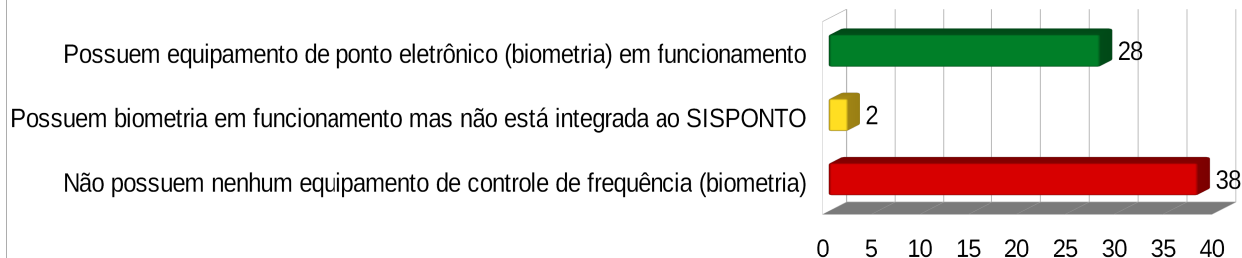 Possuem equipamento de ponto eletrônico (biometria) em funcionamento 28
Possuem biometria em funcionamento mas não está integrada ao SISPONTO 2
Não possuem nenhum equipamento de controle de frequência (biometria) 38
0 5 10 15 20 25 30 35 40